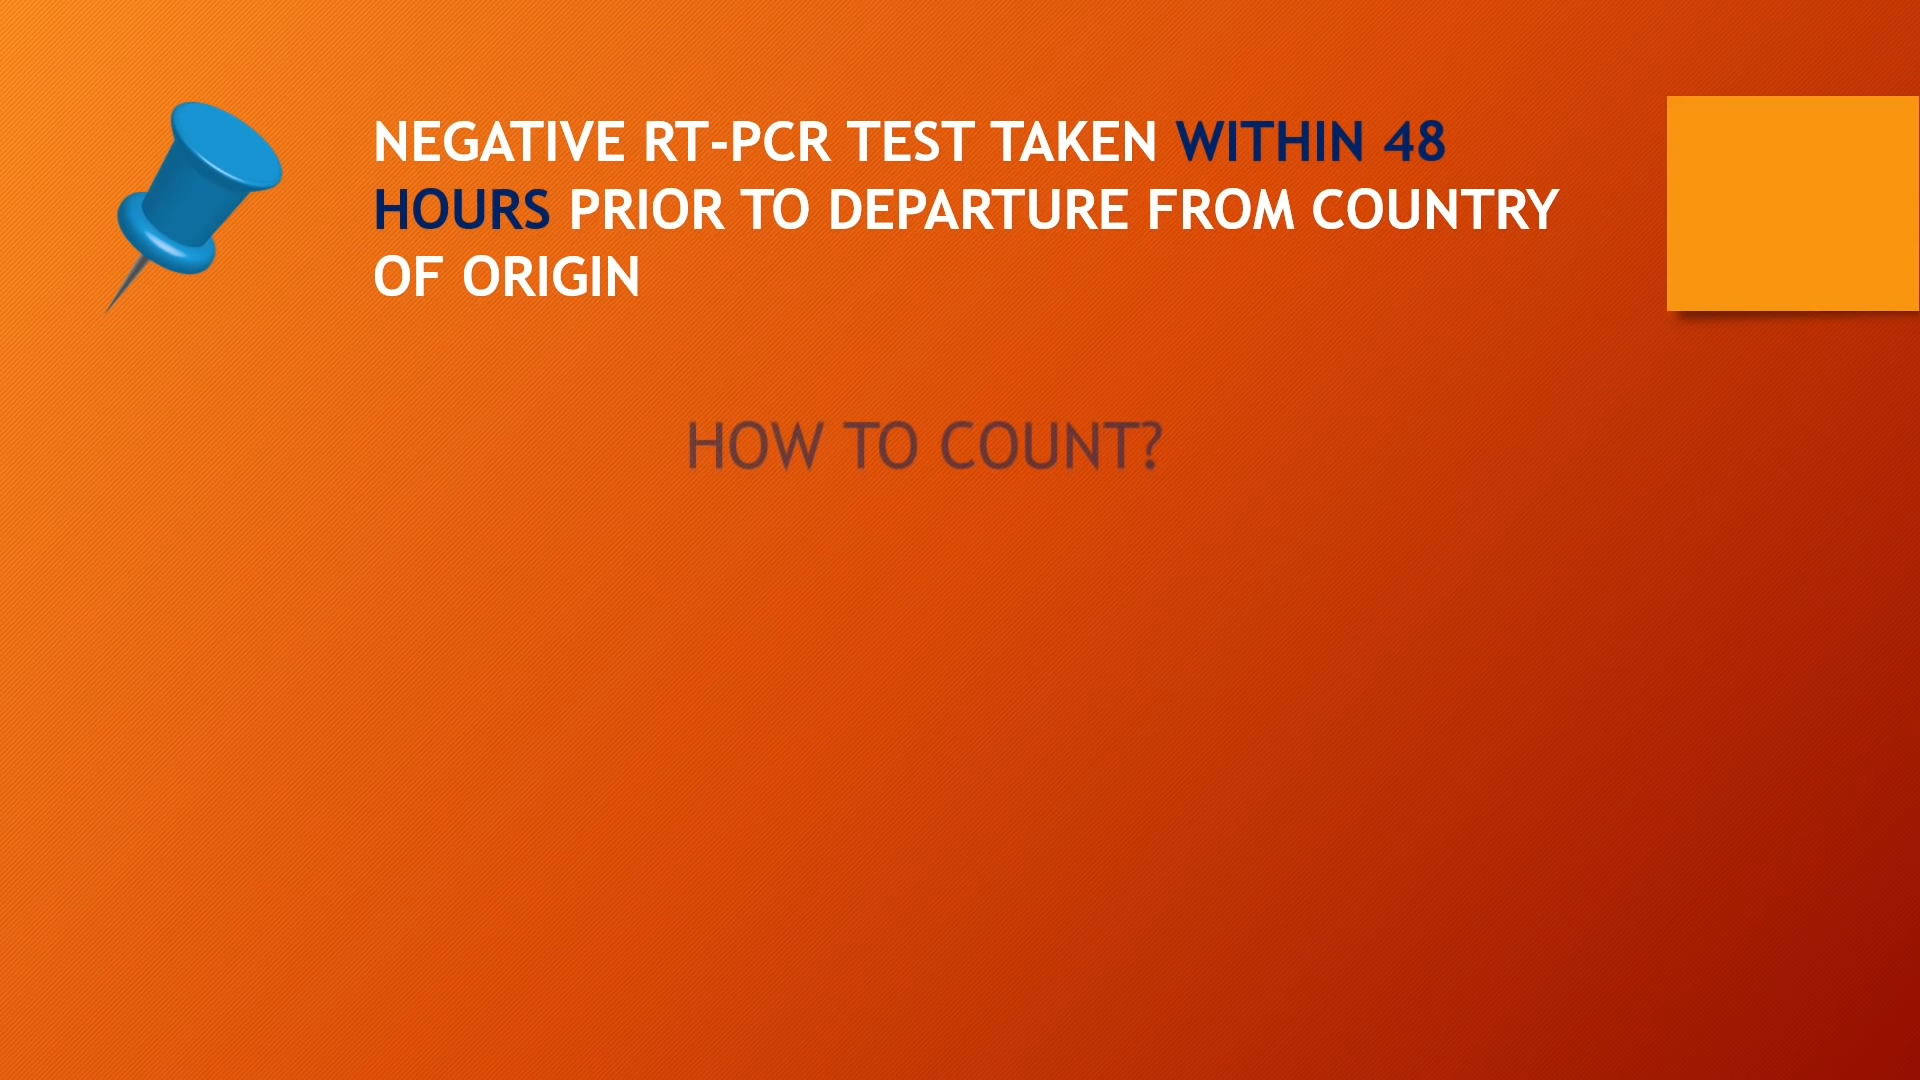 NEGATIVE RT-PCR TEST TAKEN WITHIN 48
HOURS PRIOR TO DEPARTURE FROM COUNTRY
OF ORIGIN
HOW TO COUNT?